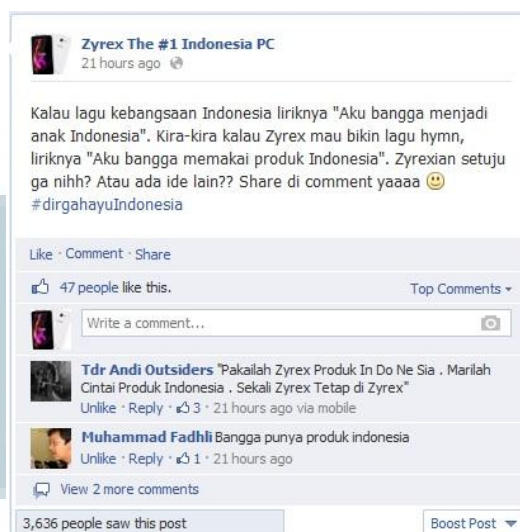 Zyrex The #1 Indonesia PC
21 hours ago
Kalau lagu kebangsaan Indonesia liriknya "Aku bangga menjadi
anak Indonesia". Kira-kira kalau Zyrex mau bikin lagu hymn,
liriknya "Aku bangga memakai produk Indonesia". Zyrexian setuju
ga nihh? Atau ada ide lain?? Share di comment yaaaa
#dirgahayuIndonesia
Like · Comment · Share
47 people like this.
Top Comments
Write a comment...
Tdr Andi Outsiders "Pakailah Zyrex Produk In Do Ne Sia . Marilah
Cintai Produk Indonesia . Sekali Zyrex Tetap di Zyrex"
Unlike · Reply · 3 · 21 hours ago via mobile
Muhammad Fadhli Bangga punya produk indonesia
Unlike · Reply · 1 · 21 hours ago
View 2 more comments
3,636 people saw this post
Boost Post